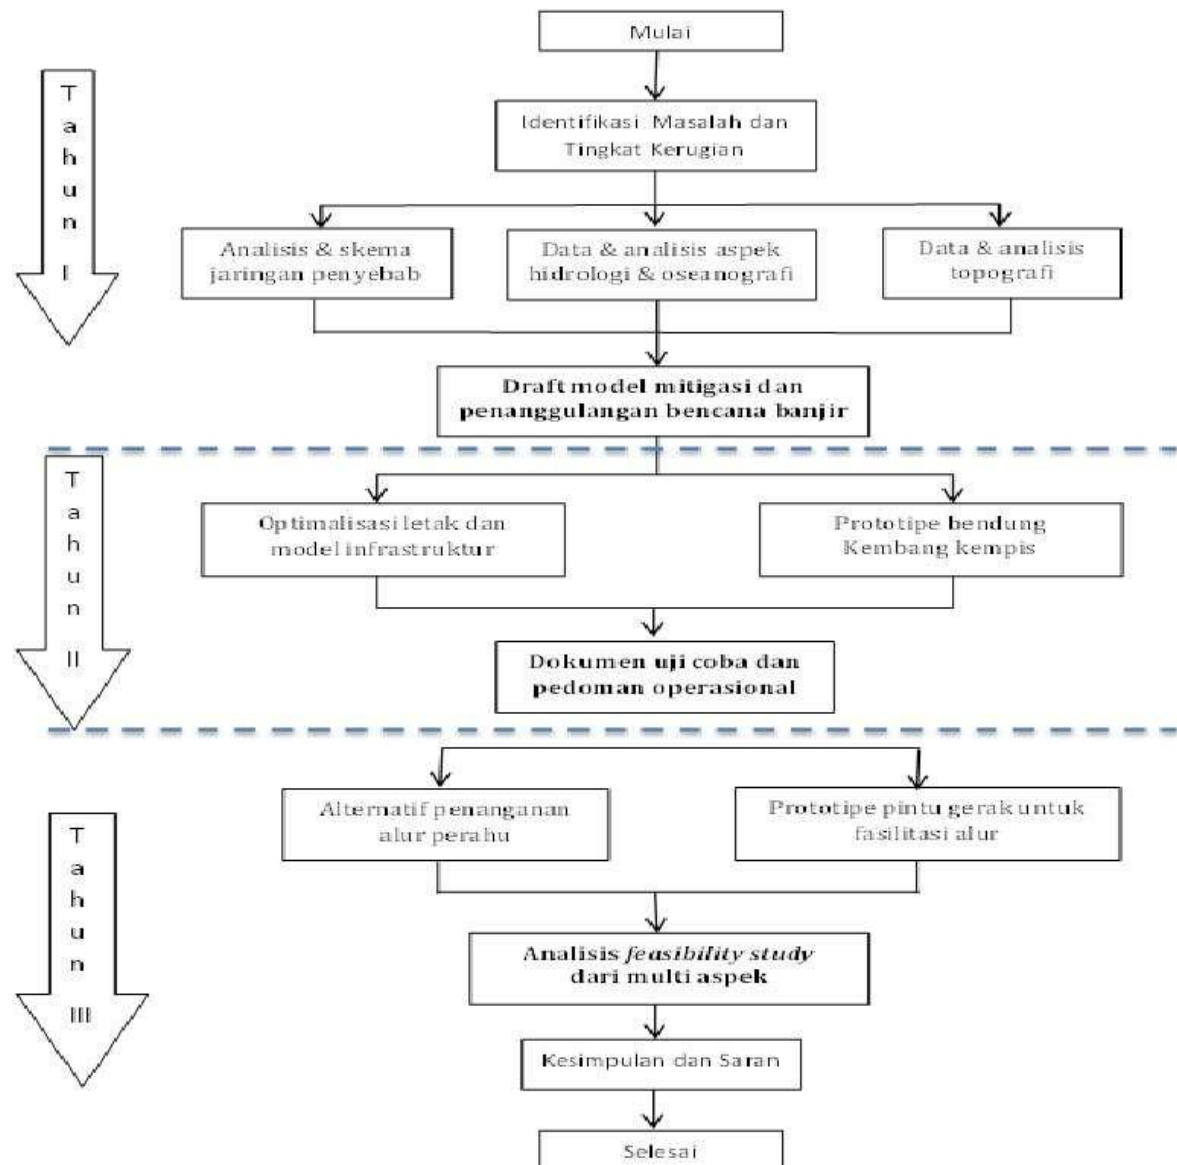 Mulai
Tahun I
Identifikasi Masalah dan
Tingkat Kerugian
Analisis & skema
jaringan penyebab
Data & analisis aspek
hidrologi & oseanografi
Data & analisis
topografi
Draft model mitigasi dan
penanggulangan bencana banjir
Tahun II
Optimalisasi letak dan
model infrastruktur
Prototipe bendung
Kembang kempis
Dokumen uji coba dan
pedoman operasional
Tahun III
Alternatif penanganan
alur perahu
Prototipe pintu gerak untuk
fasilitasi alur
Analisis feasibility study
dari multi aspek
Kesimpulan dan Saran
Selesai